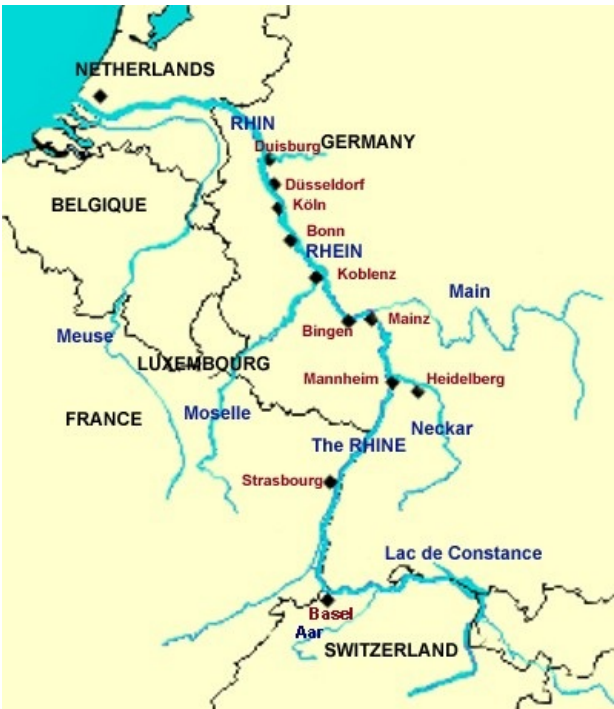 NETHERLANDS
RHIN
GERMANY
Duisburg
Düsseldorf
BELGIQUE
Köln
Bonn
RHEIN
Koblenz
Main
Meuse
Bingen
Mainz
LUXEMBOURG
Mannheim
Heidelberg
FRANCE
Moselle
Neckar
The RHINE
Strasbourg
Lac de Constance
Basel
Aar
SWITZERLAND